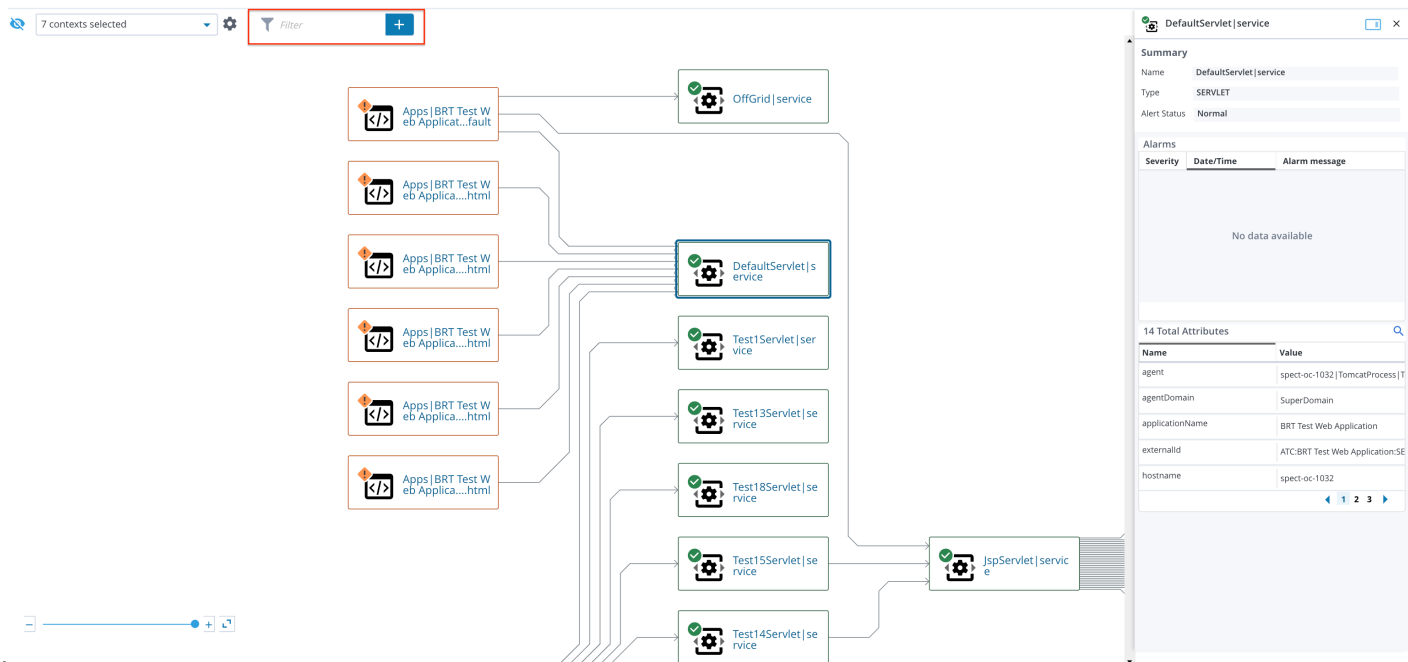 7 contexts selected
Filter
+
Apps|BRT Test W
eb Applicat...fault
Apps|BRT Test W
eb Applica....html
Apps|BRT Test W
eb Applica....html
Apps|BRT Test W
eb Applica....html
Apps|BRT Test W
eb Applica....html
Apps|BRT Test W
eb Applica....html
OffGrid|service
DefaultServlet|s
ervice
Test1Servlet|ser
vice
Test13Servlet|se
rvice
Test18Servlet|se
rvice
Test15Servlet|se
rvice
Test14Servlet|se
rvice
JspServlet|servic
e
DefaultServlet|service
Summary
Name DefaultServlet|service
Type SERVLET
Alert Status Normal
Alarms
Severity Date/Time Alarm message
No data available
14 Total Attributes
Name Value
agent spect-oc-1032|TomcatProcess|T
agentDomain SuperDomain
applicationName BRT Test Web Application
externalId ATC:BRT Test Web Application:SE
hostname spect-oc-1032
1 2 3